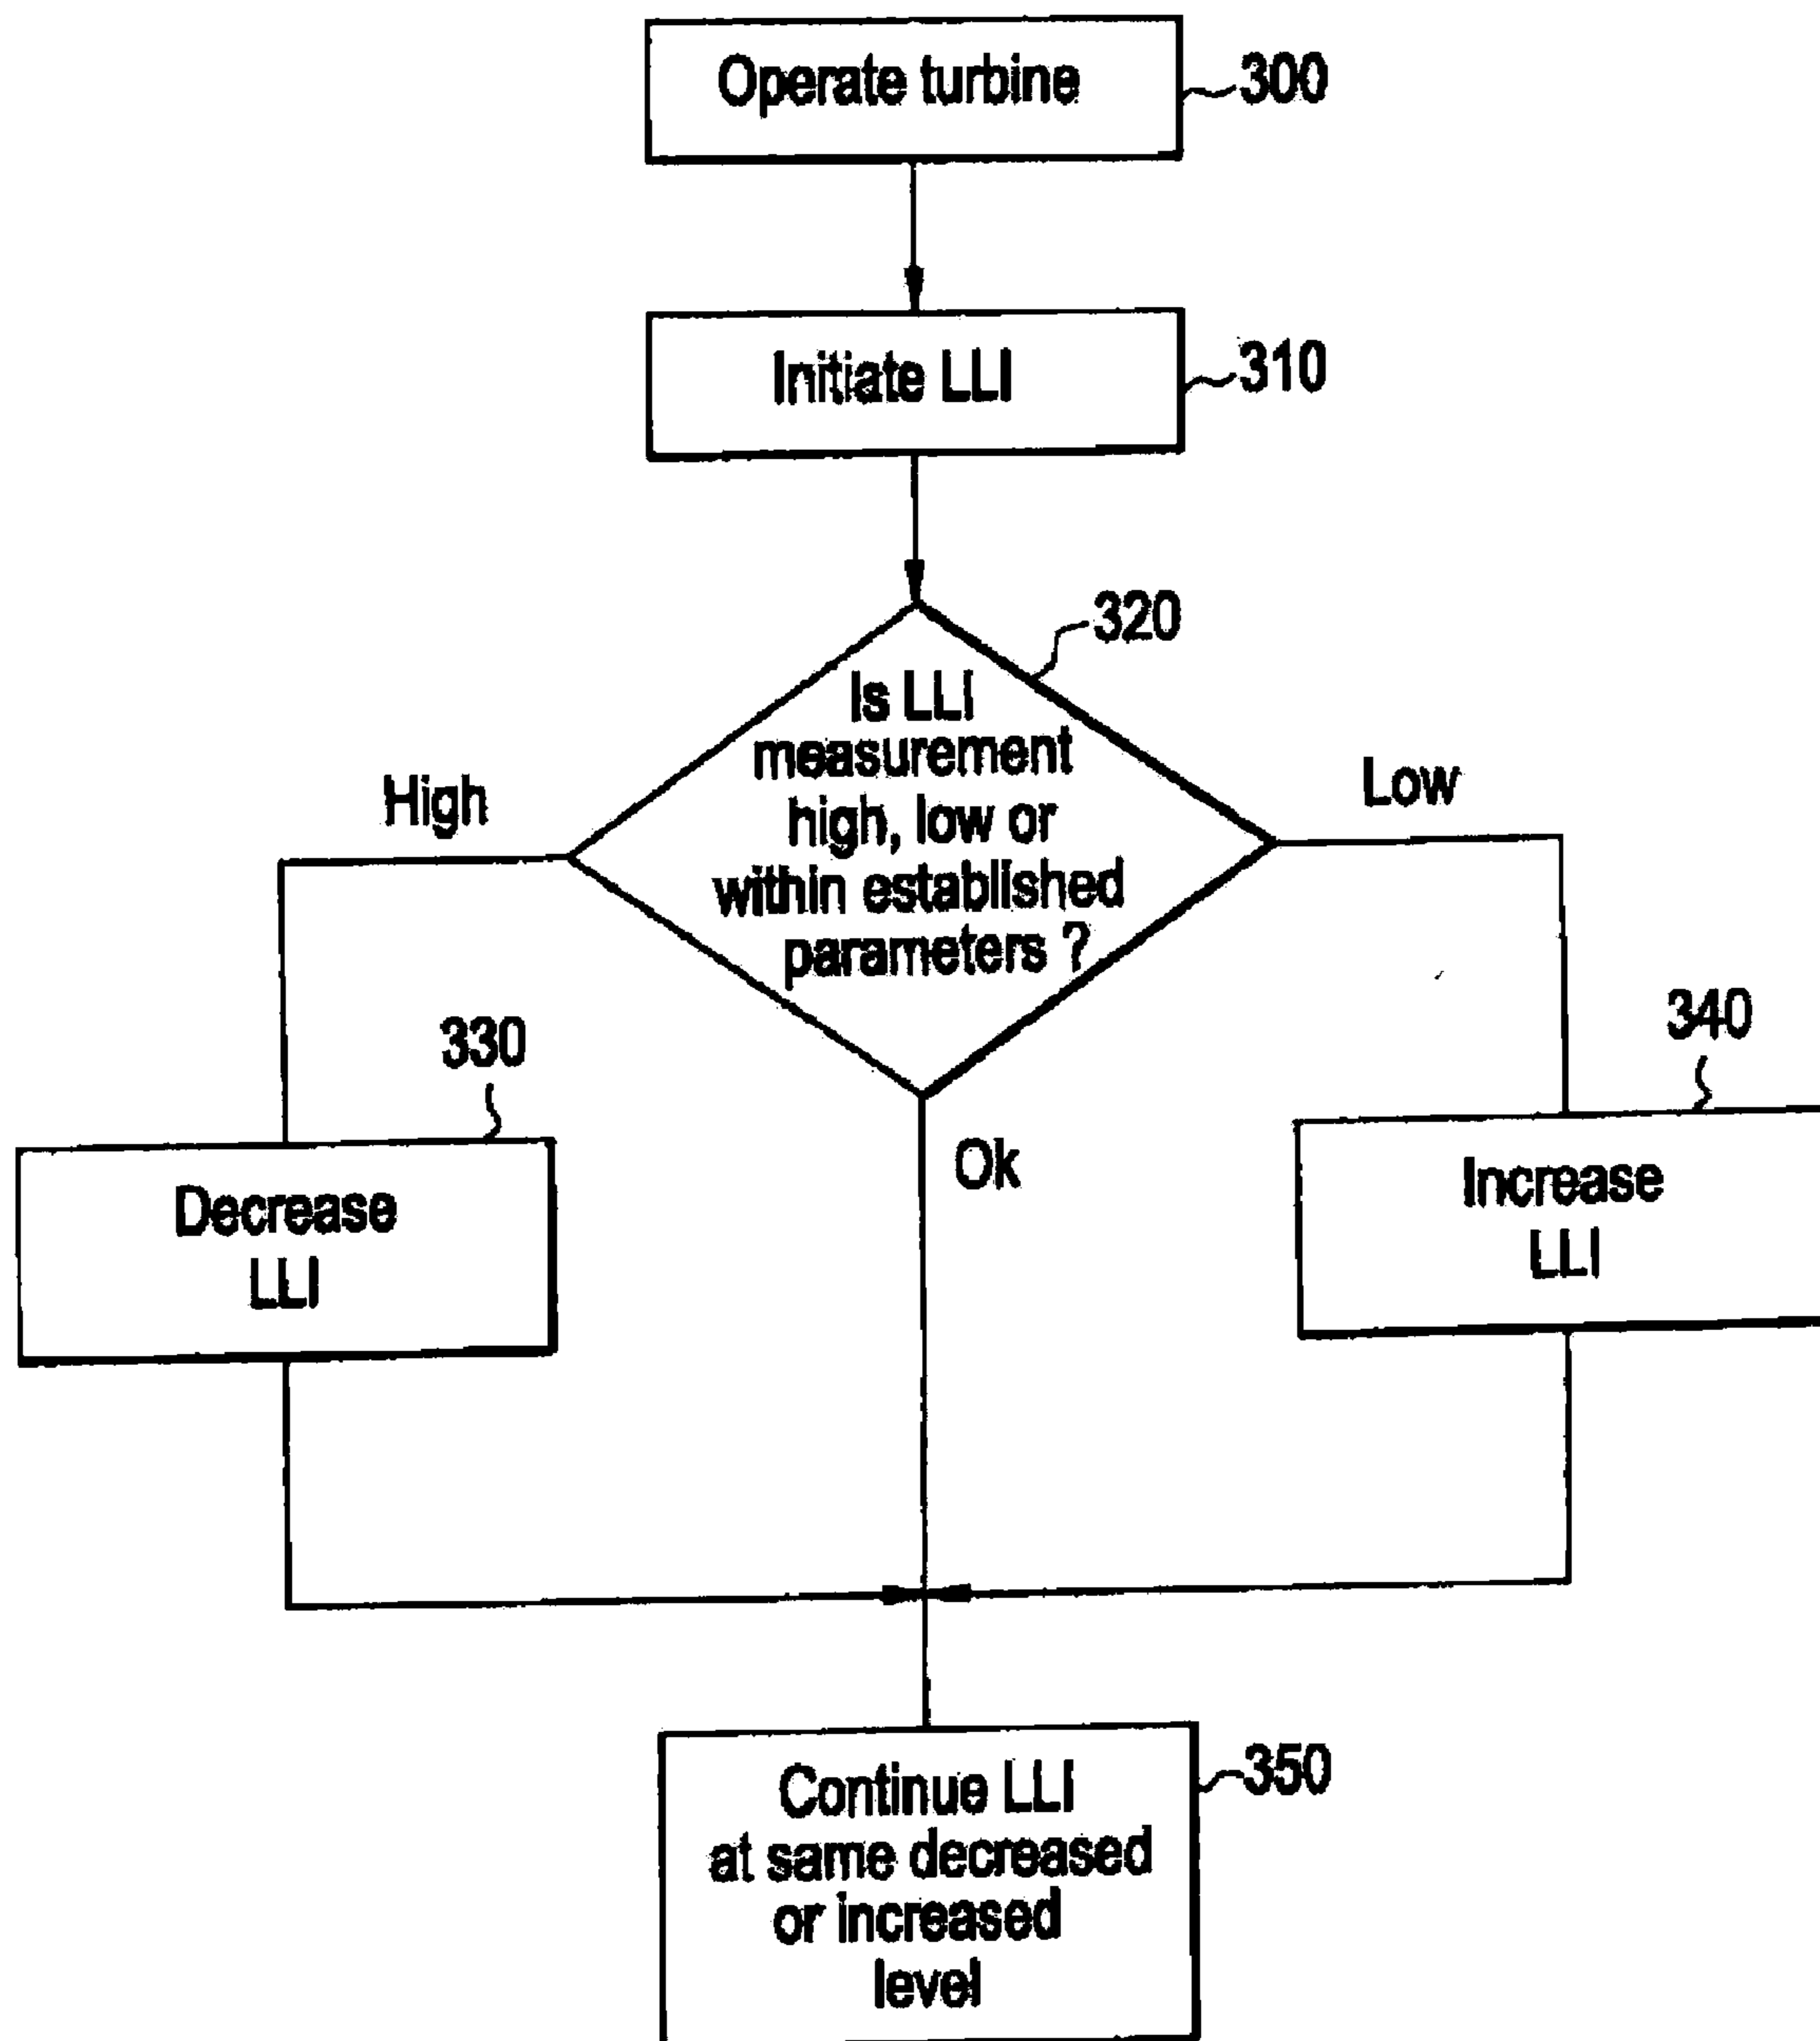 Operate turbine
300
Initiate LLI
310
320
Is LLI
measurement
high, low or
within established
parameters ?
High
Low
330
340
Decrease
LLI
Ok
Increase
LLI
Continue LLI
at same decreased
or increased
level
350